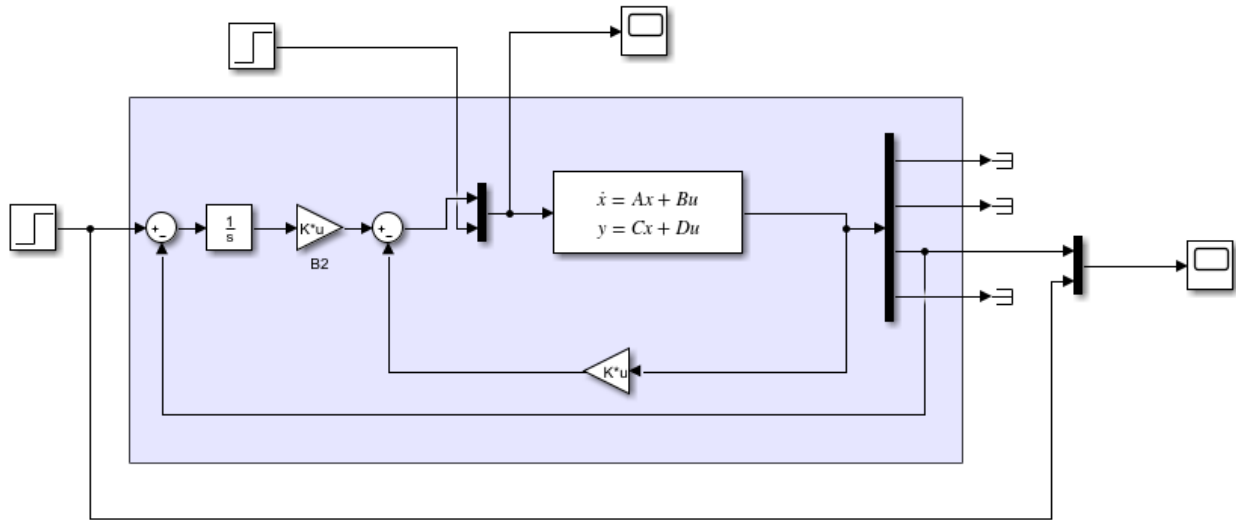 +
−
1
s
K*u
B2
+
−
ẋ = Ax + Bu
y = Cx + Du
K*u